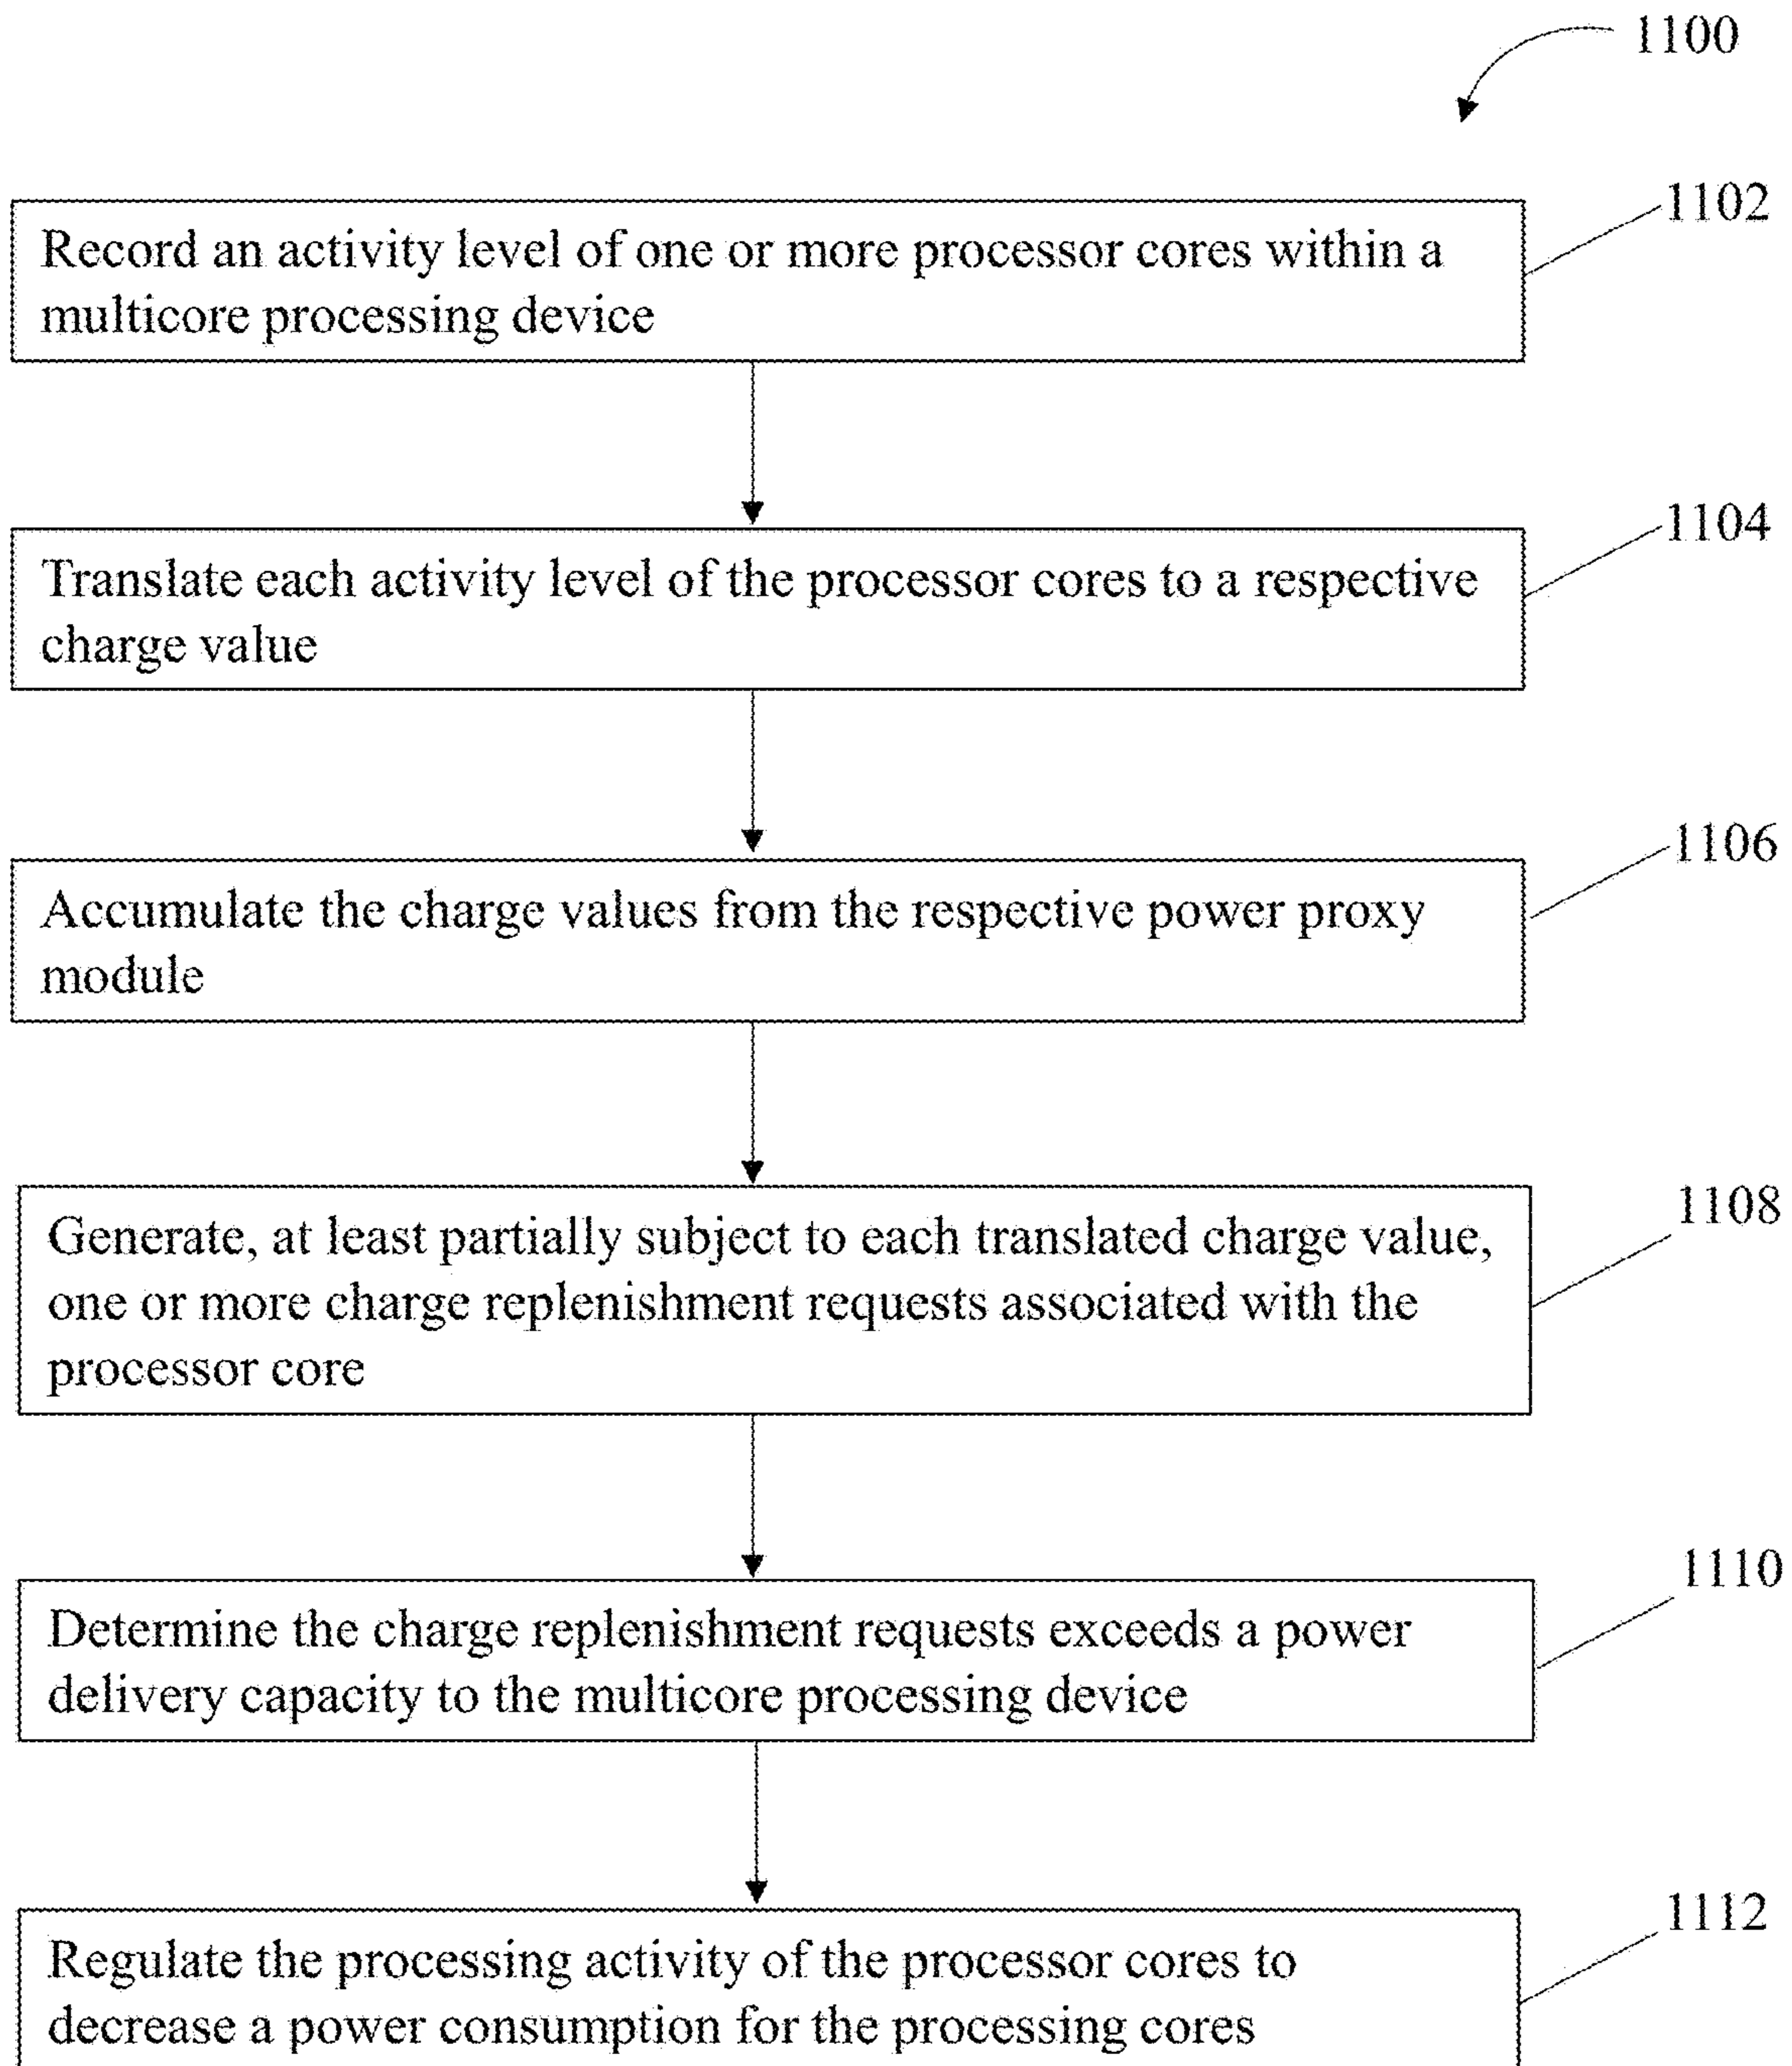 1100
1102
Record an activity level of one or more processor cores within a
multicore processing device
1104
Translate each activity level of the processor cores to a respective
charge value
1106
Accumulate the charge values from the respective power proxy
module
1108
Generate, at least partially subject to each translated charge value,
one or more charge replenishment requests associated with the
processor core
1110
Determine the charge replenishment requests exceeds a power
delivery capacity to the multicore processing device
1112
Regulate the processing activity of the processor cores to
decrease a power consumption for the processing cores